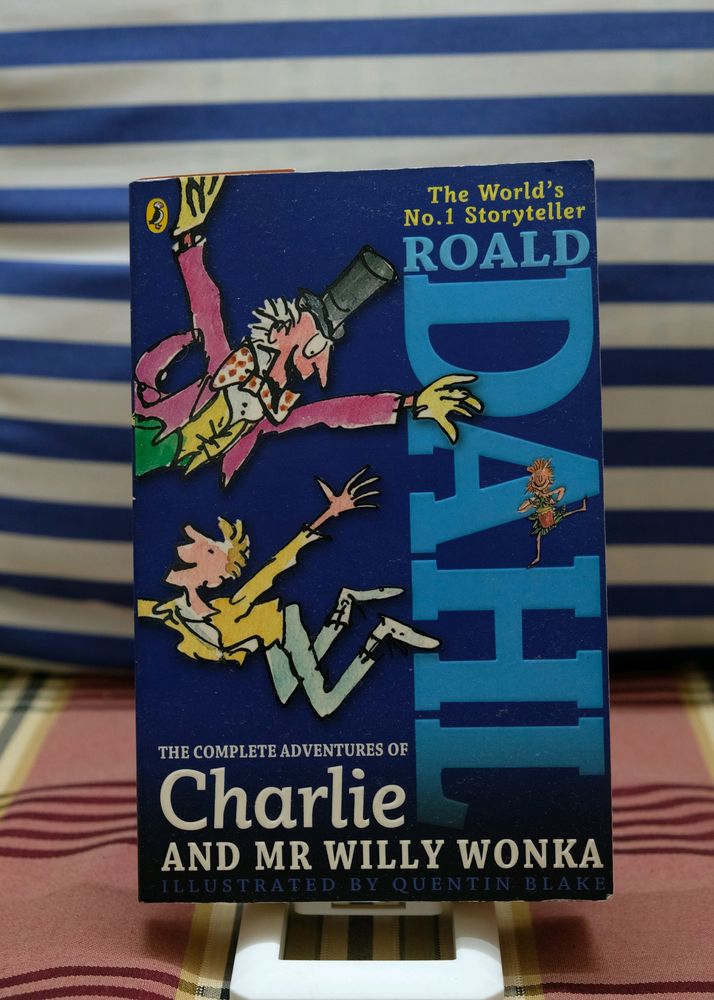 The World's
No.1 Storyteller
ROALD
DAHL
THE COMPLETE ADVENTURES OF
Charlie
AND MR WILLY WONKA
ILLUSTRATED BY QUENTIN BLAKE